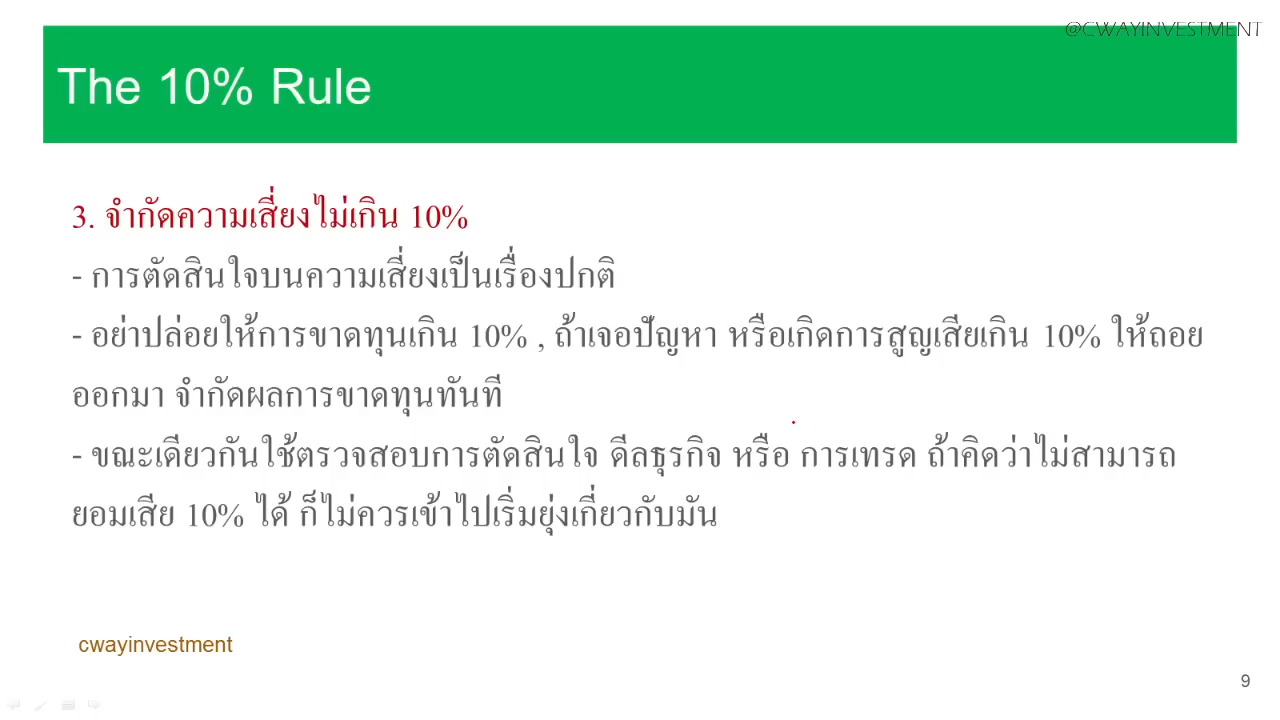 @CWAYINVESTMENT
The 10% Rule
3. จำกัดความเสี่ยงไม่เกิน 10%
- การตัดสินใจบนความเสี่ยงเป็นเรื่องปกติ
- อย่าปล่อยให้การขาดทุนเกิน 10% , ถ้าเจอปัญหา หรือเกิดการสูญเสียเกิน 10% ให้ถอย
ออกมา จำกัดผลการขาดทุนทันที
- ขณะเดียวกันใช้ตรวจสอบการตัดสินใจ ดีลธุรกิจ หรือ การเทรด ถ้าคิดว่าไม่สามารถ
ยอมเสีย 10% ได้ ก็ไม่ควรเข้าไปเริ่มยุ่งเกี่ยวกับมัน
cwayinvestment
9